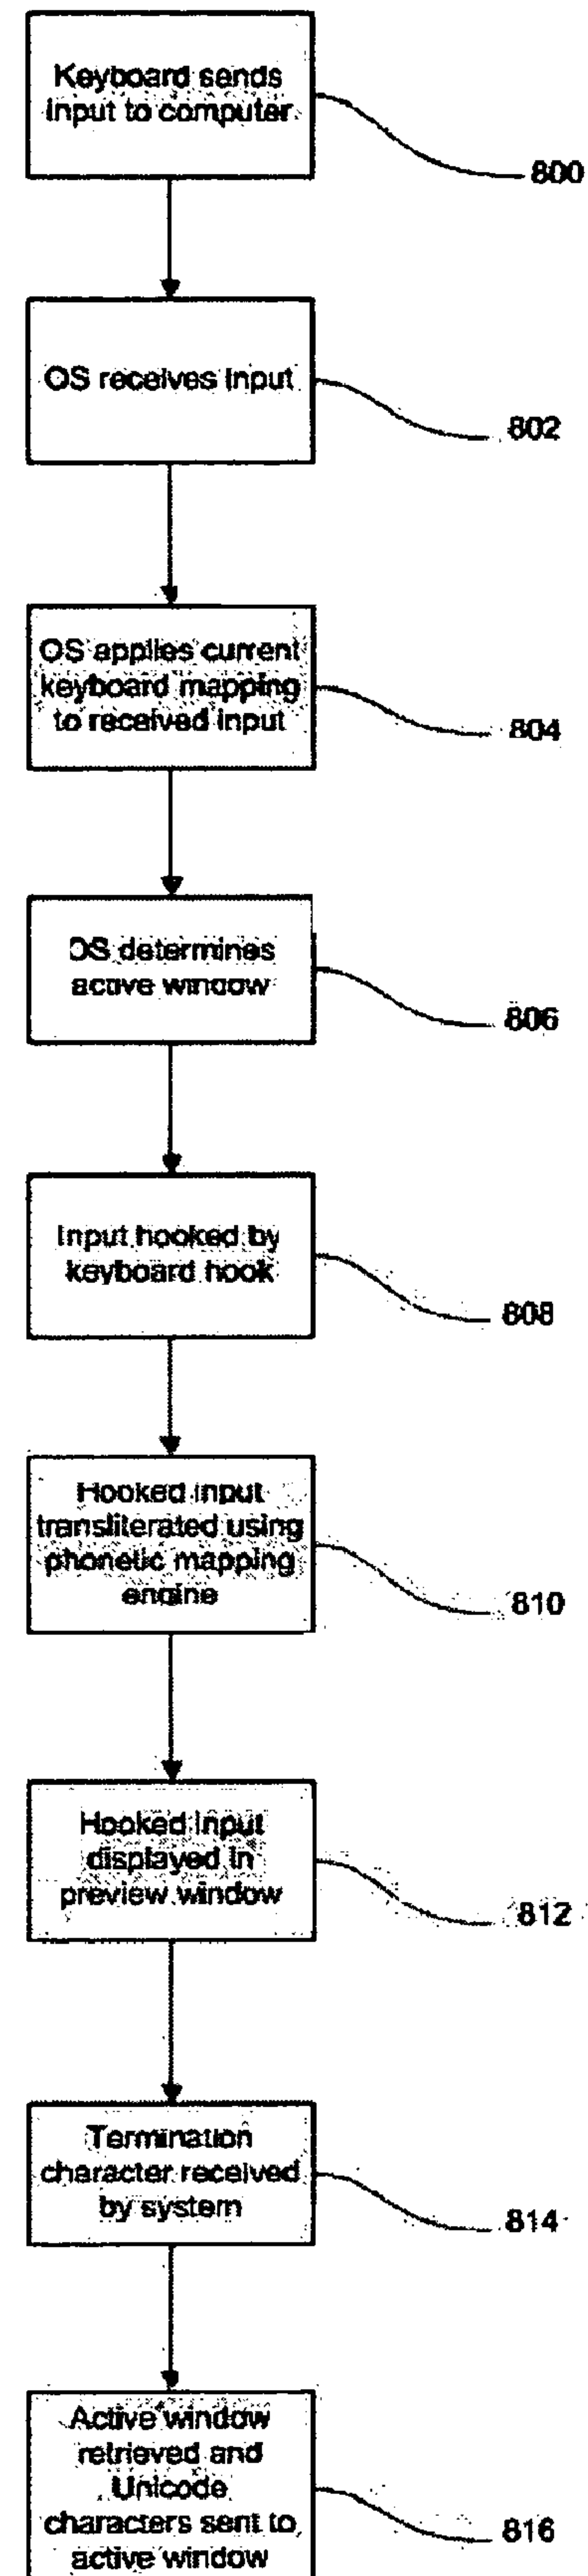 Keyboard sends
input to computer
800
OS receives input
802
OS applies current
keyboard mapping
to received input
804
OS determines
active window
806
Input hooked by
keyboard hook
808
Hooked input
transliterated using
phonetic mapping
engine
810
Hooked input
displayed in
preview window
812
Termination
character received
by system
814
Active window
retrieved and
Unicode
characters sent to
active window
816